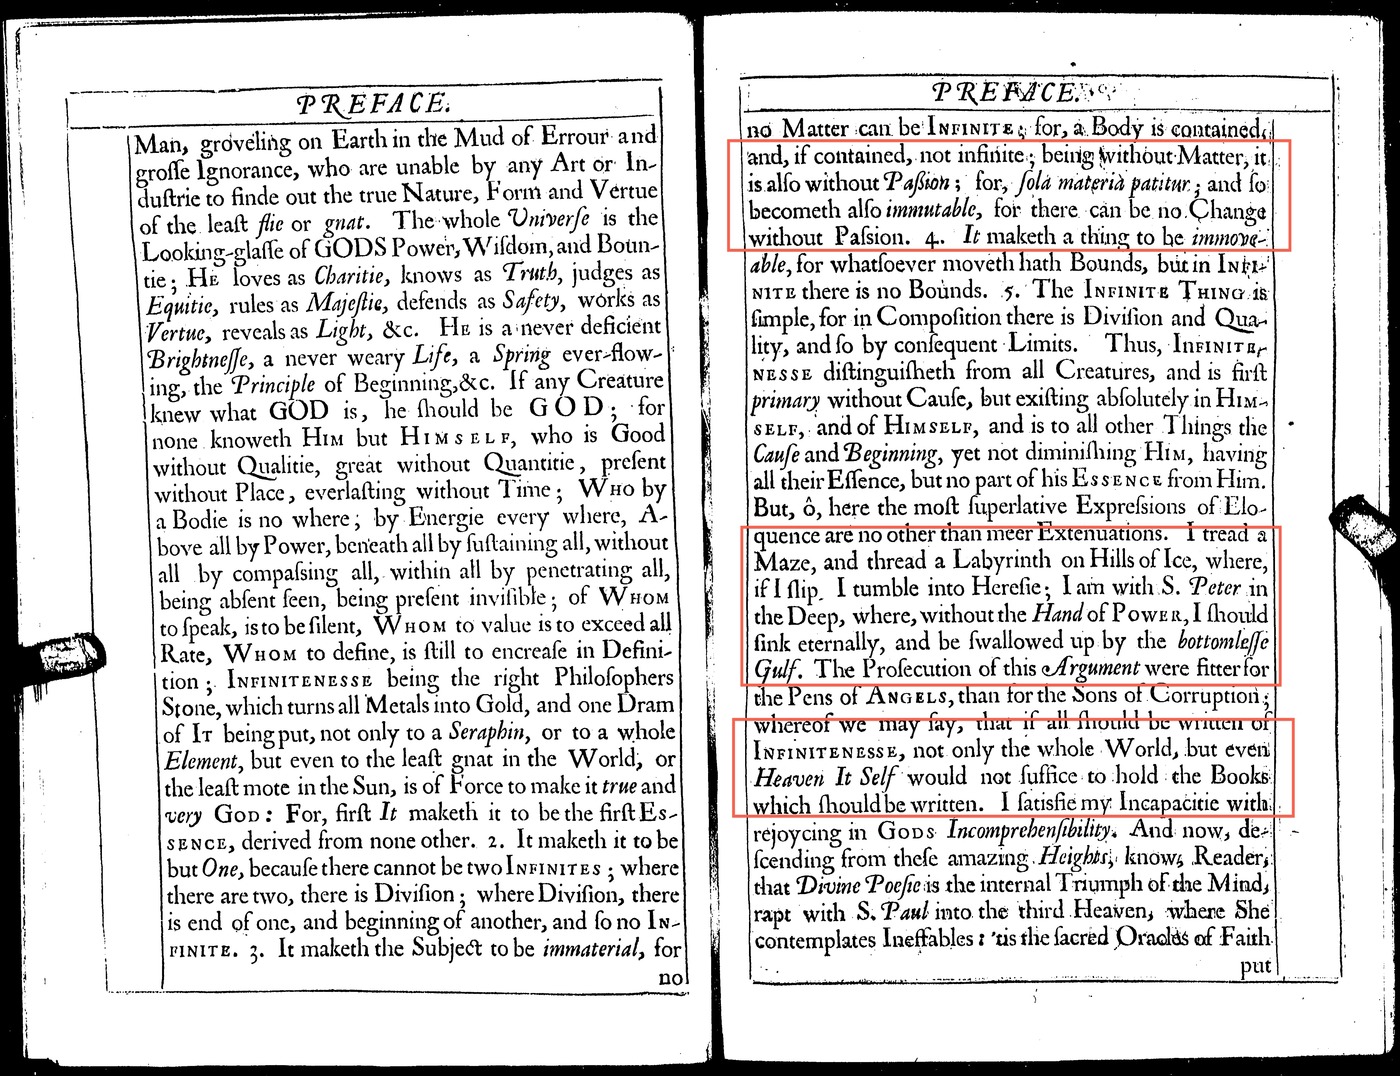 PREFACE.
Man, groveling on Earth in the Mud of Errour and
grosse Ignorance, who are unable by any Art or In-
dustrie to finde out the true Nature, Form and Vertue
of the least flie or gnat. The whole Universe is the
Looking-glasse of GODS Power, Wisdom, and Boun-
tie; HE loves as Charitie, knows as Truth, judges as
Equitie, rules as Majestie, defends as Safety, works as
Vertue, reveals as Light, &c. HE is a never deficient
Brightnesse, a never weary Life, a Spring ever-flow-
ing, the Principle of Beginning,&c. If any Creature
knew what GOD is, he should be GOD; for
none knoweth HIM but HIMSELF, who is Good
without Qualitie, great without Quantitie, present
without Place, everlasting without Time; WHO by
a Bodie is no where; by Energie every where, A-
bove all by Power, beneath all by sustaining all, without
all by compassing all, within all by penetrating all,
being absent seen, being present invisible; of WHOM
to speak, is to be silent, WHOM to value is to exceed all
Rate, WHOM to define, is still to encrease in Defini-
tion; INFINITENESSE being the right Philosophers
Stone, which turns all Metals into Gold, and one Dram
of IT being put, not only to a Seraphin, or to a whole
Element, but even to the least gnat in the World, or
the least mote in the Sun, is of Force to make it true and
very GOD: For, first It maketh it to be the first Es-
SENCE, derived from none other. 2. It maketh it to be
but One, because there cannot be two INFINITES; where
there are two, there is Division; where Division, there
is end of one, and beginning of another, and so no IN-
FINITE. 3. It maketh the Subject to be immaterial, for
no
PREFACE.
no Matter can be INFINITE; for, a Body is contained,
and, if contained, not infinite; being without Matter, it
is also without Passion; for, solà materià patitur; and so
becometh also immutable, for there can be no Change
without Passion. 4. It maketh a thing to be immove-
able, for whatsoever moveth hath Bounds, but in INFI-
NITE there is no Bounds. 5. The INFINITE THING is
simple, for in Composition there is Division and Qua-
lity, and so by consequent Limits. Thus, INFINITE-
NESSE distinguisheth from all Creatures, and is first
primary without Cause, but existing absolutely in HIM-
SELF, and of HIMSELF, and is to all other Things the
Cause and Beginning, yet not diminishing HIM, having
all their Essence, but no part of his ESSENCE from Him.
But, ô, here the most superlative Expressions of Elo-
quence are no other than meer Extenuations. I tread a
Maze, and thread a Labyrinth on Hills of Ice, where,
if I slip, I tumble into Heresie; I am with S. Peter in
the Deep, where, without the Hand of POWER, I should
sink eternally, and be swallowed up by the bottomlesse
Gulf. The Prosecution of this Argument were fitter for
the Pens of ANGELS, than for the Sons of Corruption;
whereof we may say, that if all should be written of
INFINITENESSE, not only the whole World, but even
Heaven It Self would not suffice to hold the Books
which should be written. I satisfie my Incapacitie with
rejoycing in GODS Incomprehensibility. And now, de-
scending from these amazing Heights, know, Reader,
that Divine Poesie is the internal Triumph of the Mind,
rapt with S. Paul into the third Heaven, where She
contemplates Ineffables: 'tis the sacred Oracles of Faith
put